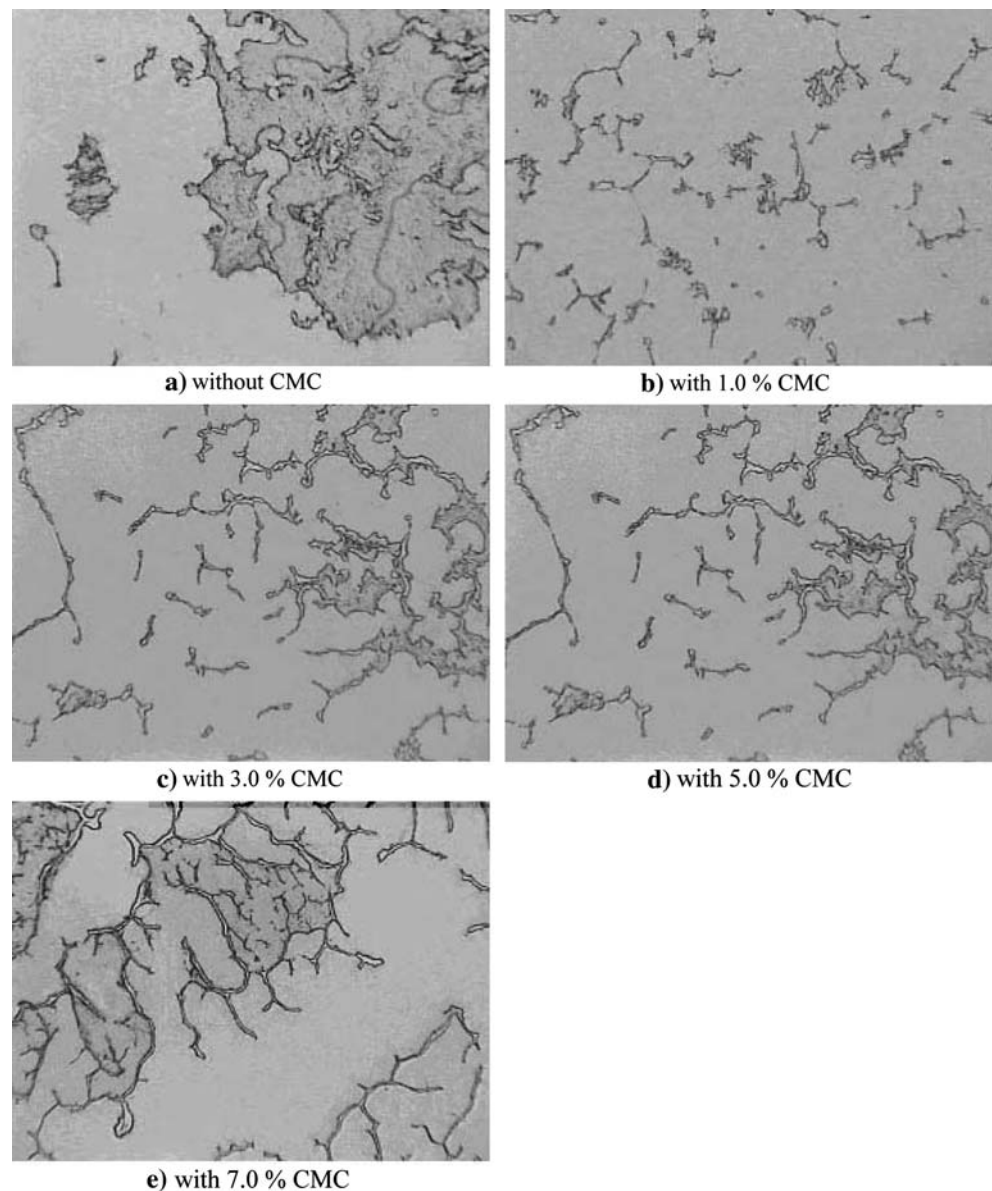 a) without CMC
b) with 1.0 % CMC
c) with 3.0 % CMC
d) with 5.0 % CMC
e) with 7.0 % CMC